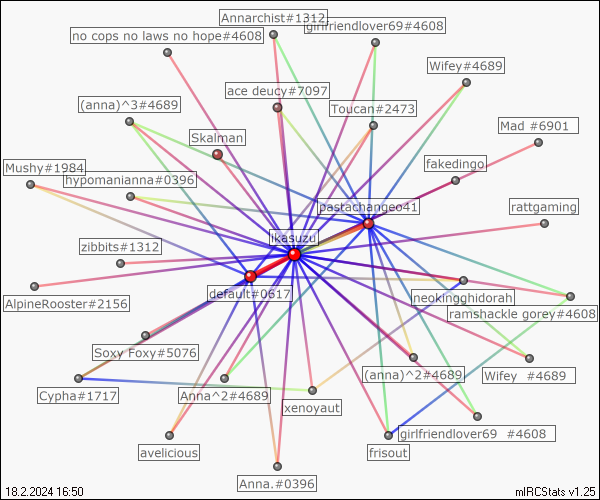 Annarchist#1312
girlfriendlover69#4608
no cops no laws no hope#4608
Wifey#4689
ace deucy#7097
(anna)^3#4689
Toucan#2473
Mad #6901
Skalman
fakedingo
Mushy#1984
hypomanianna#0396
pastachangeo41
rattgaming
ikasuzu
zibbits#1312
default#0617
neokingghidorah
AlpineRooster#2156
ramshackle gorey#4608
Soxy Foxy#5076
(anna)^2#4689
Wifey #4689
Cypha#1717
Anna^2#4689
xenoyaut
girlfriendlover69 #4608
avelicious
frisout
Anna.#0396
18.2.2024 16:50
mIRCStats v1.25